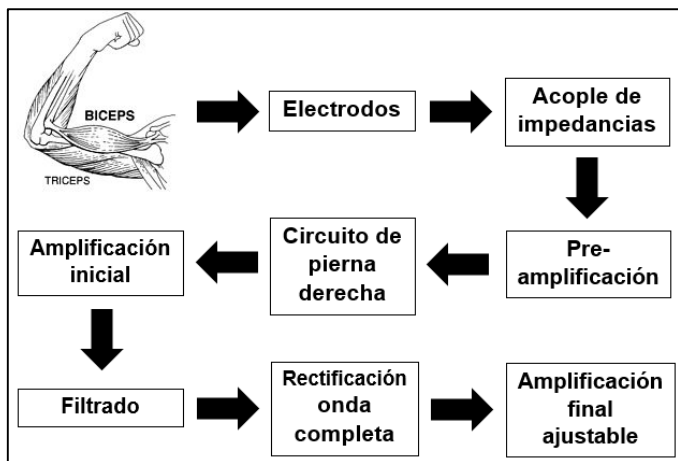 BICEPS
TRICEPS
Electrodos
Acople de
impedancias
Pre-
amplificación
Circuito de
pierna
derecha
Amplificación
inicial
Filtrado
Rectificación
onda
completa
Amplificación
final
ajustable